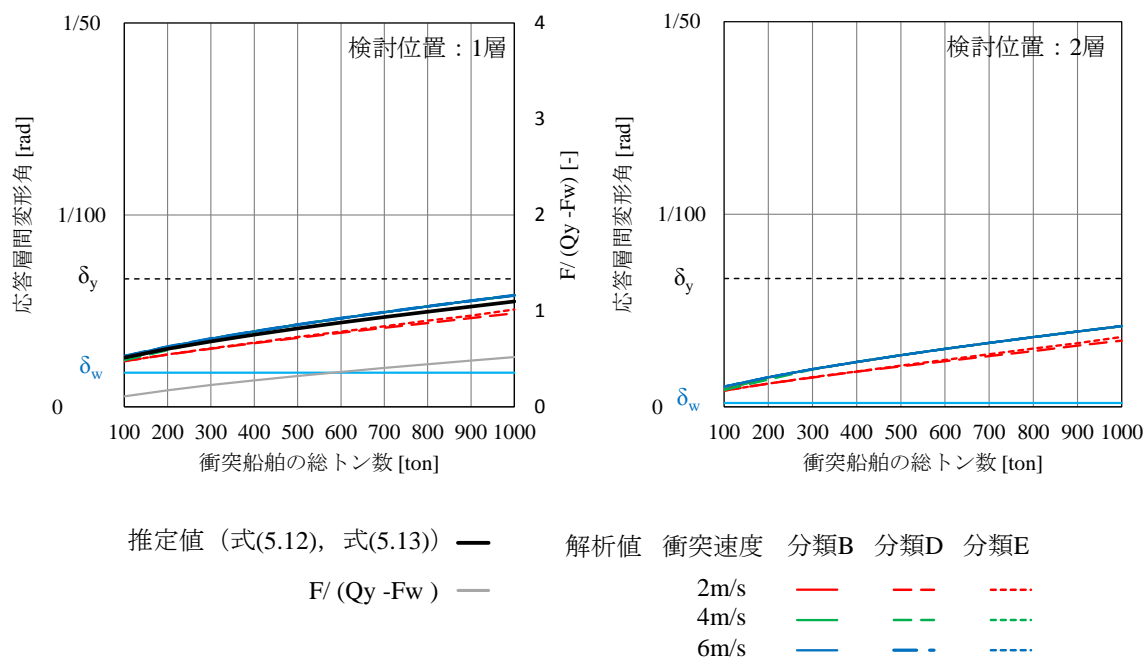 1/50
1/100
δy
δw
0
応答層間変形角 [rad]
検討位置：1層
4
3
2
1
0
F/ (Qy -Fw) [-]
100 200 300 400 500 600 700 800 900 1000
衝突船舶の総トン数 [ton]
1/50
1/100
δy
0 δw
応答層間変形角 [rad]
検討位置：2層
100 200 300 400 500 600 700 800 900 1000
衝突船舶の総トン数 [ton]
推定値（式(5.12)，式(5.13)）
F/ (Qy -Fw )
解析値 衝突速度 分類B 分類D 分類E
2m/s
4m/s
6m/s